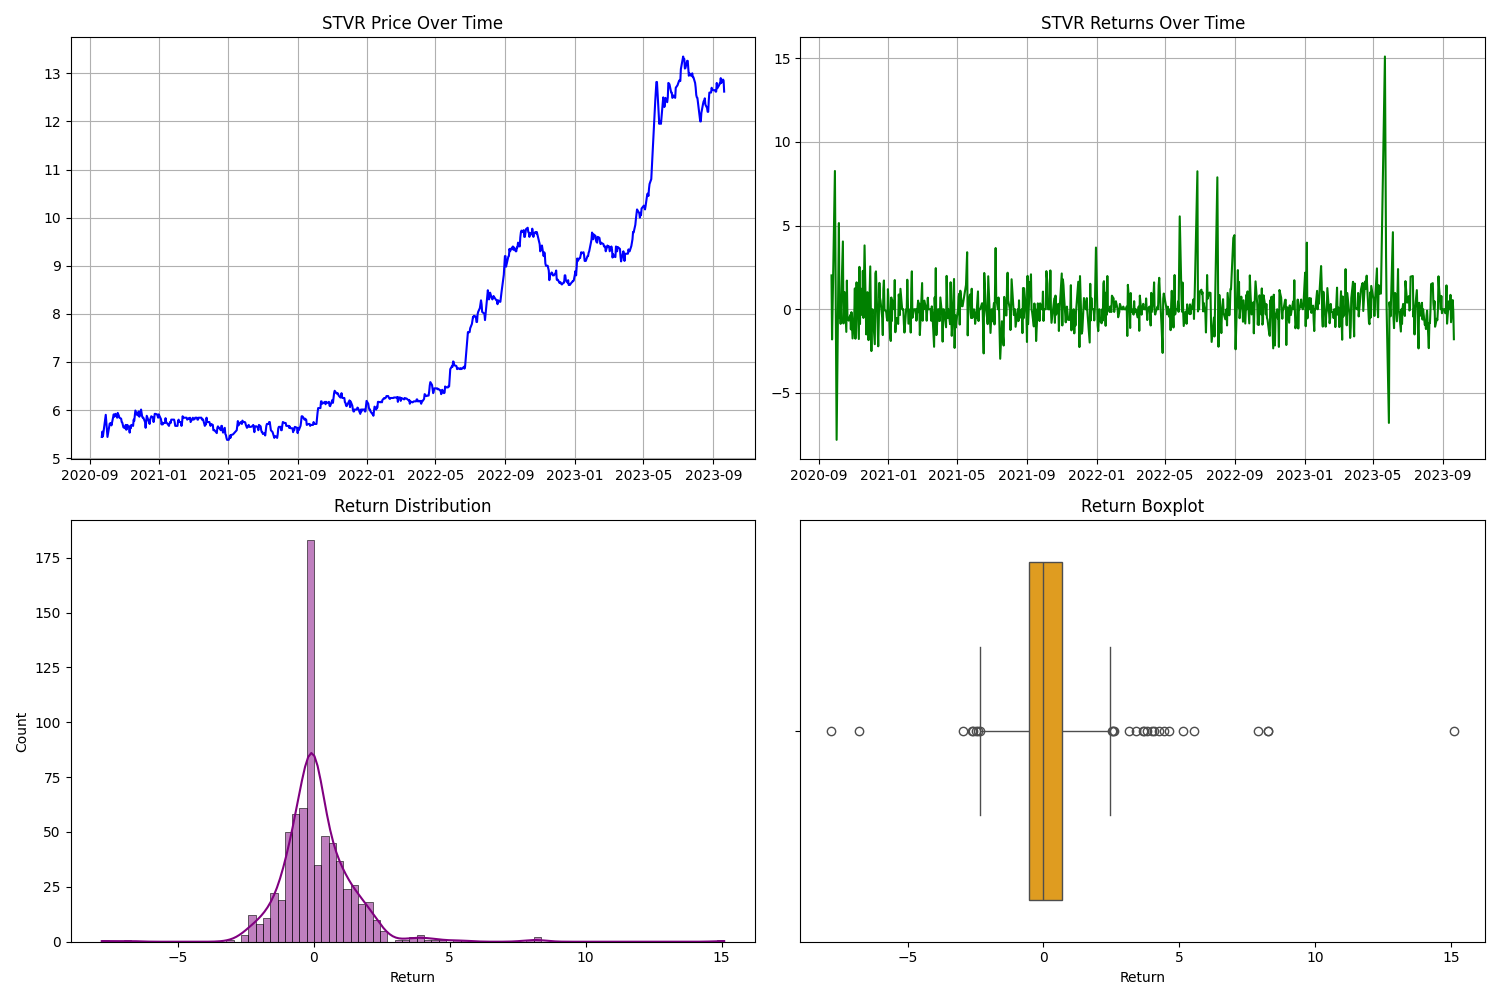 STVR Price Over Time
13
12
11
10
9
8
7
6
5
2020-09 2021-01 2021-05 2021-09 2022-01 2022-05 2022-09 2023-01 2023-05 2023-09
STVR Returns Over Time
15
10
5
0
−5
2020-09 2021-01 2021-05 2021-09 2022-01 2022-05 2022-09 2023-01 2023-05 2023-09
Return Distribution
Count
175
150
125
100
75
50
25
0
−5 0 5 10 15
Return
Return Boxplot
−5 0 5 10 15
Return